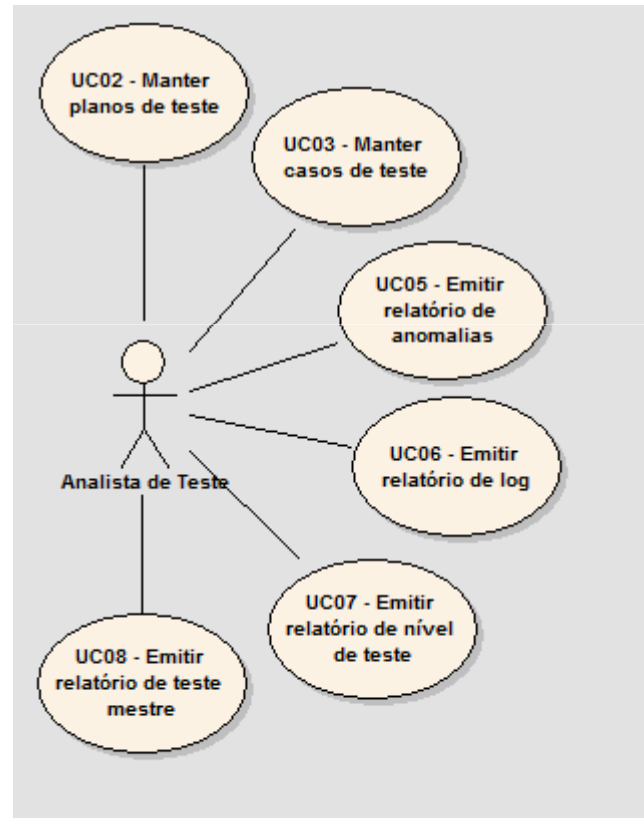 UC02 - Manter
planos de teste
UC03 - Manter
casos de teste
UC05 - Emitir
relatório de
anomalias
UC06 - Emitir
relatório de log
Analista de Teste
UC07 - Emitir
relatório de nível
de teste
UC08 - Emitir
relatório de teste
mestre